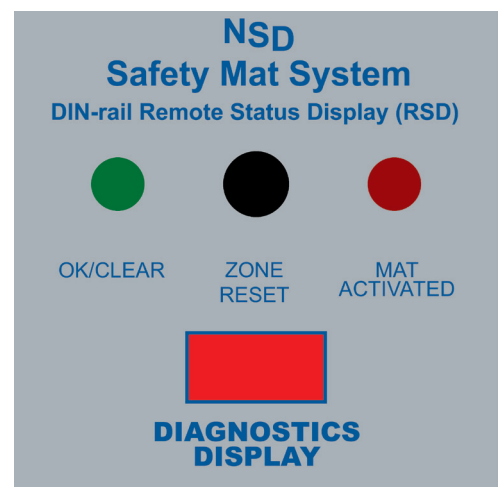 NSD
Safety Mat System
DIN-rail Remote Status Display (RSD)
OK/CLEAR
ZONE
RESET
MAT
ACTIVATED
DIAGNOSTICS
DISPLAY